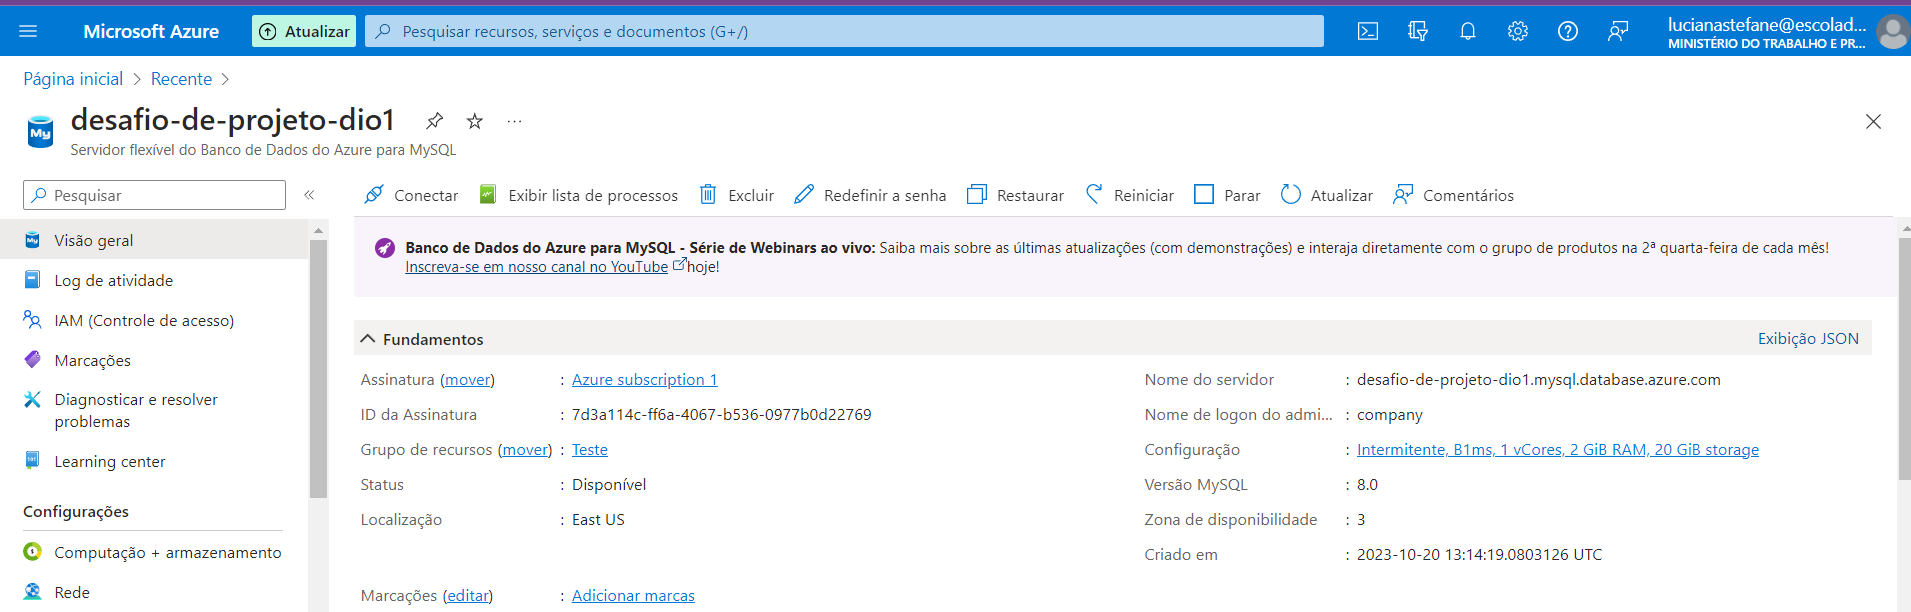 Microsoft Azure
Atualizar
Pesquisar recursos, serviços e documentos (G+/)
lucianastefane@escolad...
MINISTÉRIO DO TRABALHO E PR...
Página inicial > Recente >
My
desafio-de-projeto-dio1
...
Servidor flexível do Banco de Dados do Azure para MySQL
Pesquisar
«
Conectar
Exibir lista de processos
Excluir
Redefinir a senha
Restaurar
Reiniciar
Parar
Atualizar
Comentários
Visão geral
Log de atividade
IAM (Controle de acesso)
Marcações
Diagnosticar e resolver
problemas
Learning center
Configurações
Computação + armazenamento
Rede
Banco de Dados do Azure para MySQL - Série de Webinars ao vivo: Saiba mais sobre as últimas atualizações (com demonstrações) e interaja diretamente com o grupo de produtos na 2ª quarta-feira de cada mês!
Inscreva-se em nosso canal no YouTube hoje!
Fundamentos
Exibição JSON
Assinatura (mover) : Azure subscription 1
ID da Assinatura : 7d3a114c-ff6a-4067-b536-0977b0d22769
Grupo de recursos (mover) : Teste
Status : Disponível
Localização : East US
Nome do servidor : desafio-de-projeto-dio1.mysql.database.azure.com
Nome de logon do admi... : company
Configuração : Intermitente, B1ms, 1 vCores, 2 GiB RAM, 20 GiB storage
Versão MySQL : 8.0
Zona de disponibilidade : 3
Criado em : 2023-10-20 13:14:19.0803126 UTC
Marcações (editar) : Adicionar marcas